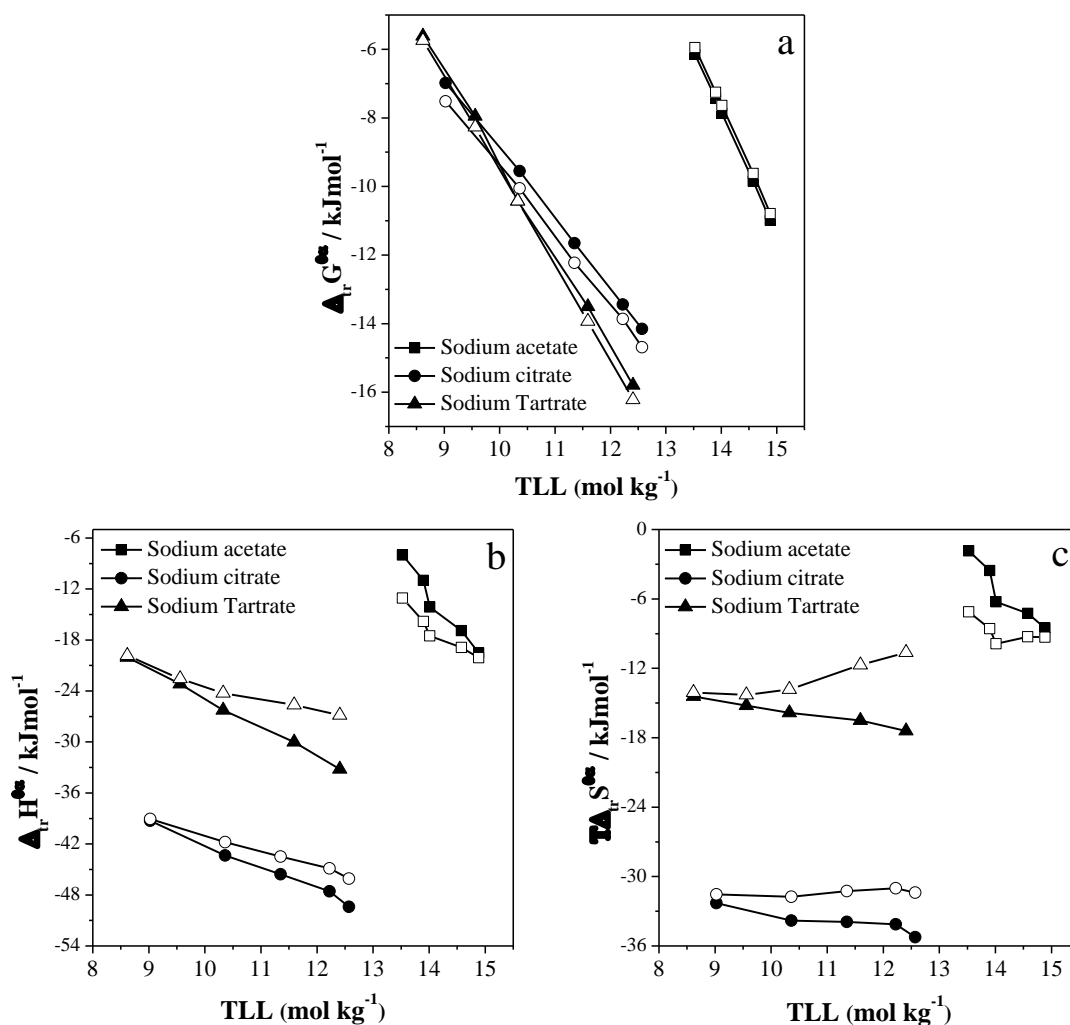 a
-6
-8
-10
-12
-14
-16
ΔtrG / kJmol-1
Sodium acetate
Sodium citrate
Sodium Tartrate
8 9 10 11 12 13 14 15
TLL (mol kg-1)
b
-6
-12
-18
-24
-30
-36
-42
-48
-54
ΔtrH / kJmol-1
Sodium acetate
Sodium citrate
Sodium Tartrate
8 9 10 11 12 13 14 15
TLL (mol kg-1)
c
0
-6
-12
-18
-24
-30
-36
TΔtrS / kJmol-1
Sodium acetate
Sodium citrate
Sodium Tartrate
8 9 10 11 12 13 14 15
TLL (mol kg-1)